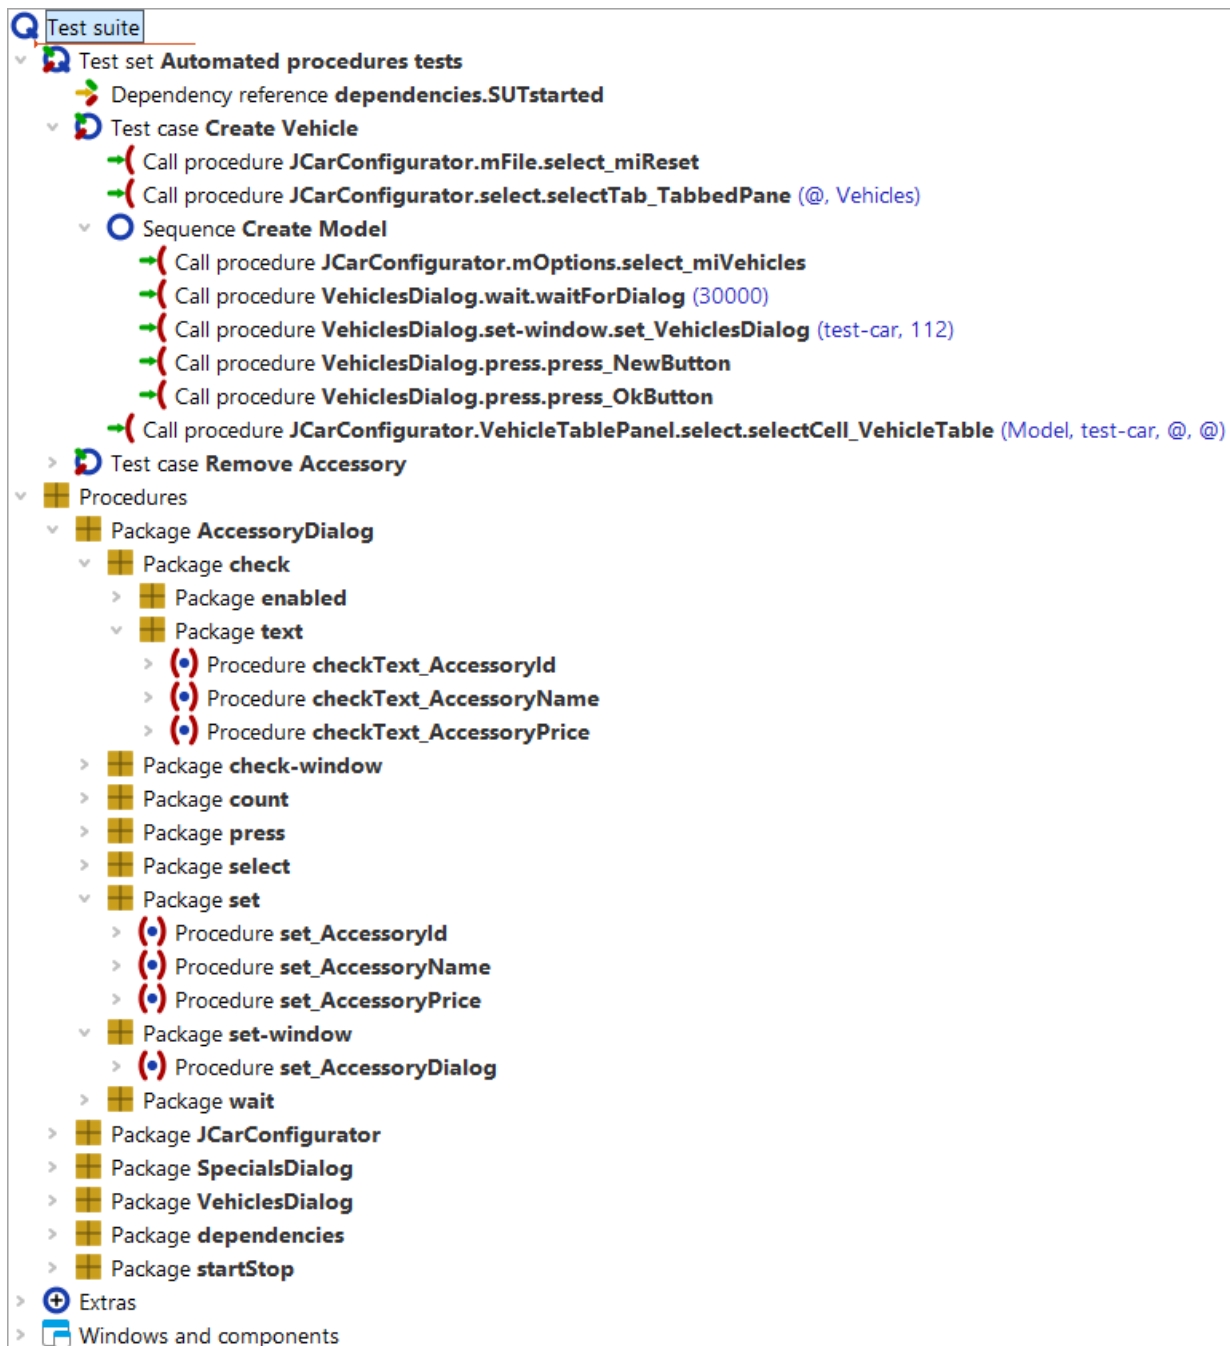 Test suite
Test set Automated procedures tests
Dependency reference dependencies.SUTstarted
Test case Create Vehicle
Call procedure JCarConfigurator.mFile.select_miReset
Call procedure JCarConfigurator.select.selectTab_TabbedPane (@, Vehicles)
Sequence Create Model
Call procedure JCarConfigurator.mOptions.select_miVehicles
Call procedure VehiclesDialog.wait.waitForDialog (30000)
Call procedure VehiclesDialog.set-window.set_VehiclesDialog (test-car, 112)
Call procedure VehiclesDialog.press.press_NewButton
Call procedure VehiclesDialog.press.press_OkButton
Call procedure JCarConfigurator.VehicleTablePanel.select.selectCell_VehicleTable (Model, test-car, @, @)
Test case Remove Accessory
Procedures
Package AccessoryDialog
Package check
Package enabled
Package text
Procedure checkText_AccessoryId
Procedure checkText_AccessoryName
Procedure checkText_AccessoryPrice
Package check-window
Package count
Package press
Package select
Package set
Procedure set_AccessoryId
Procedure set_AccessoryName
Procedure set_AccessoryPrice
Package set-window
Procedure set_AccessoryDialog
Package wait
Package JCarConfigurator
Package SpecialsDialog
Package VehiclesDialog
Package dependencies
Package startStop
Extras
Windows and components